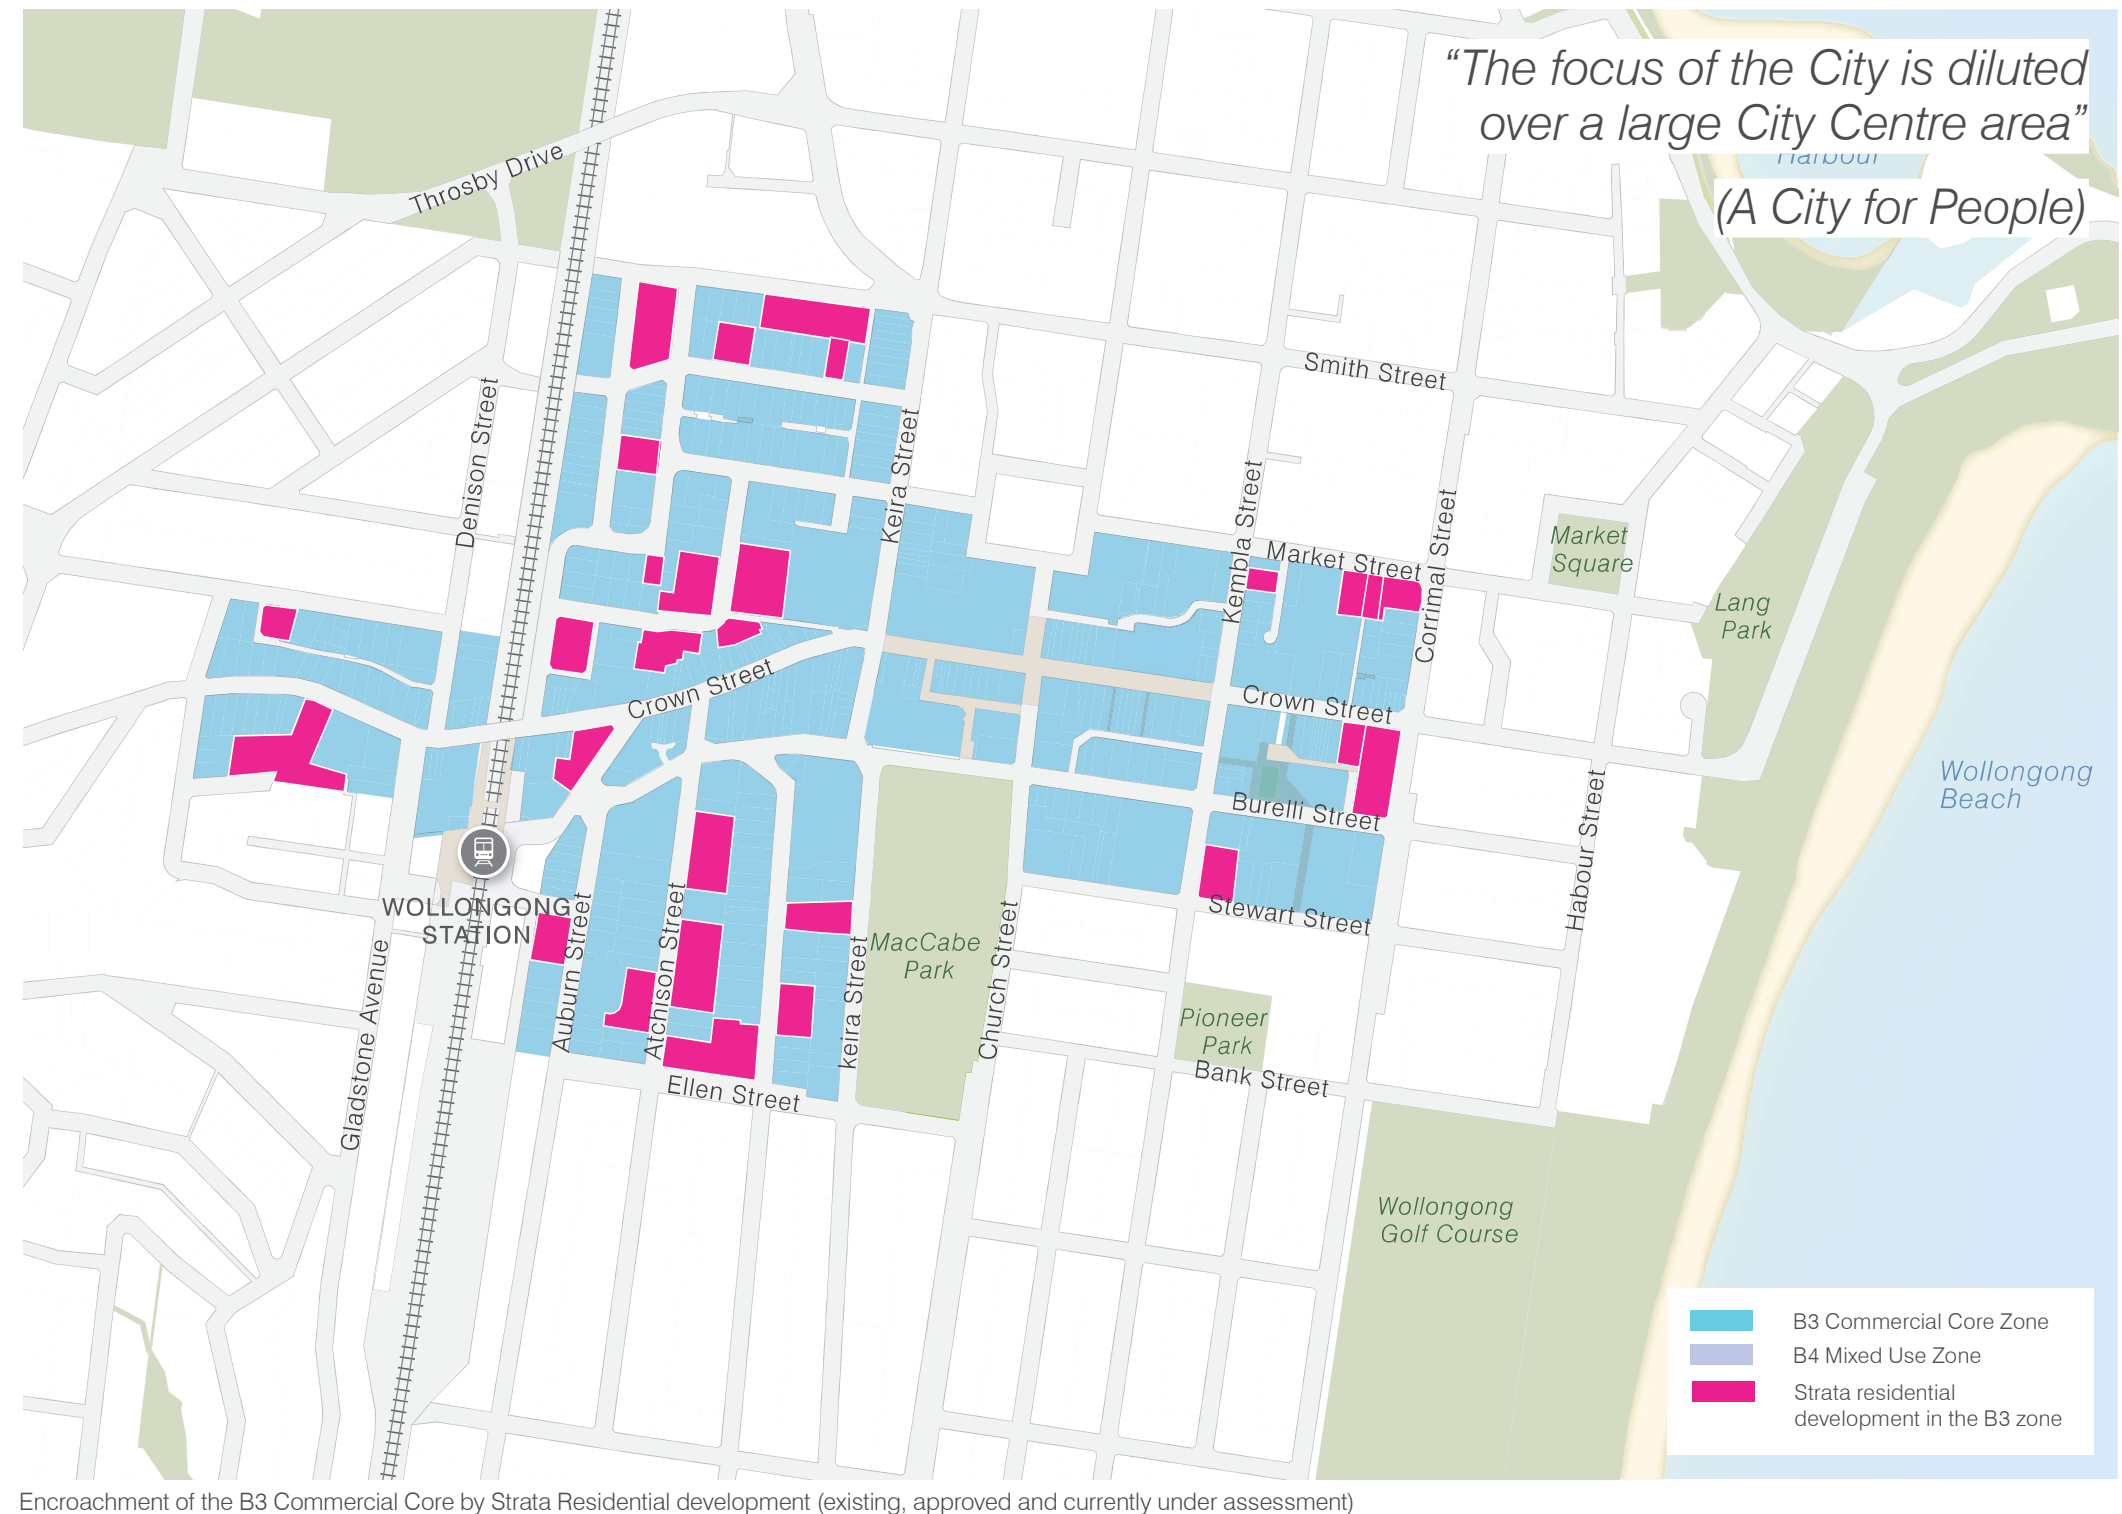 “The focus of the City is diluted
over a large City Centre area”
Harbour
(A City for People)
Throsby Drive
Smith Street
Denison Street
Keira Street
Kembla Street
Corrimal Street
Market Street
Market
Square
Lang
Park
Crown Street
Crown Street
Wollongong
Beach
Burelli Street
Habour Street
WOLLONGONG
STATION
Stewart Street
Auburn Street
Atchison Street
keira Street
MacCabe
Park
Church Street
Gladstone Avenue
Pioneer
Park
Bank Street
Ellen Street
Wollongong
Golf Course
B3 Commercial Core Zone
B4 Mixed Use Zone
Strata residential
development in the B3 zone
Encroachment of the B3 Commercial Core by Strata Residential development (existing, approved and currently under assessment)